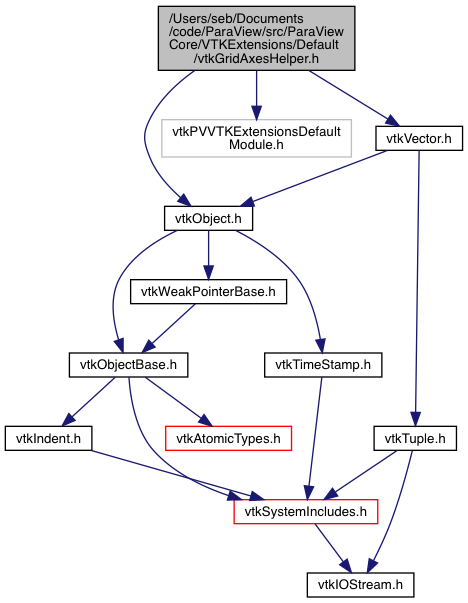 /Users/seb/Documents
/code/ParaView/src/ParaView
Core/VTKExtensions/Default
/vtkGridAxesHelper.h
vtkPVVTKExtensionsDefault
Module.h
vtkVector.h
vtkObject.h
vtkWeakPointerBase.h
vtkObjectBase.h
vtkTimeStamp.h
vtkIndent.h
vtkAtomicTypes.h
vtkTuple.h
vtkSystemIncludes.h
vtkIOStream.h